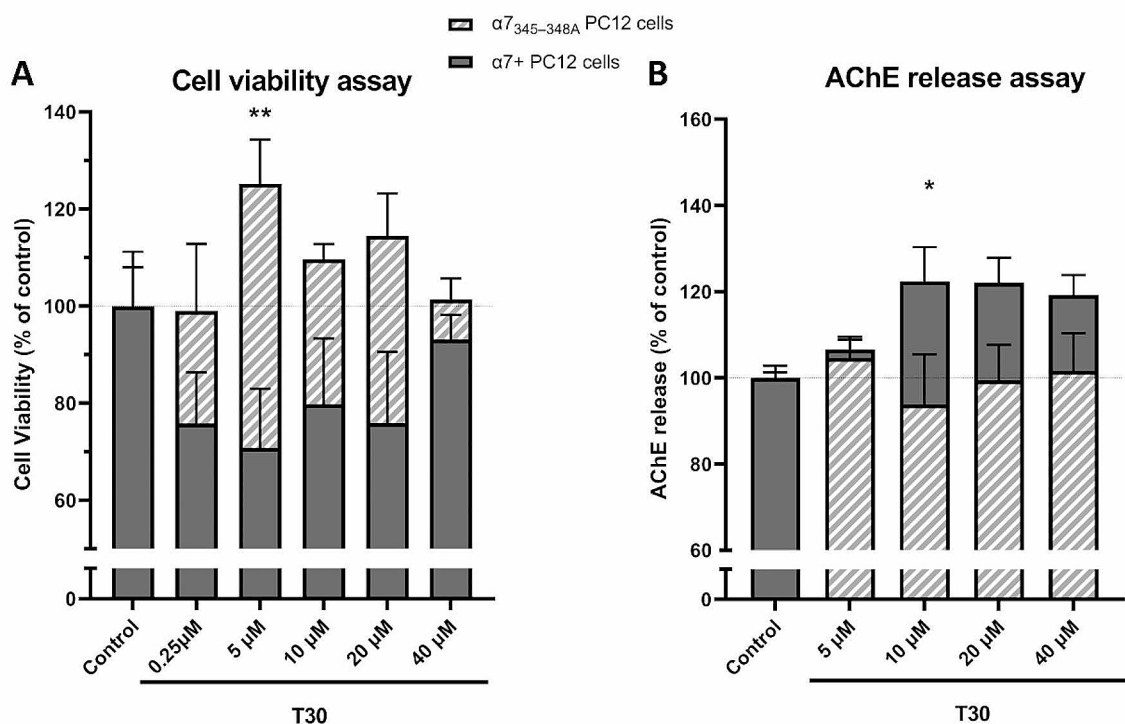 α7345–348A PC12 cells
α7+ PC12 cells
A
Cell viability assay
**
Cell Viability (% of control)
140
120
100
80
60
0
Control
0.25µM
5 µM
10 µM
20 µM
40 µM
T30
B
AChE release assay
*
AChE release (% of control)
160
140
120
100
80
60
0
Control
5 µM
10 µM
20 µM
40 µM
T30